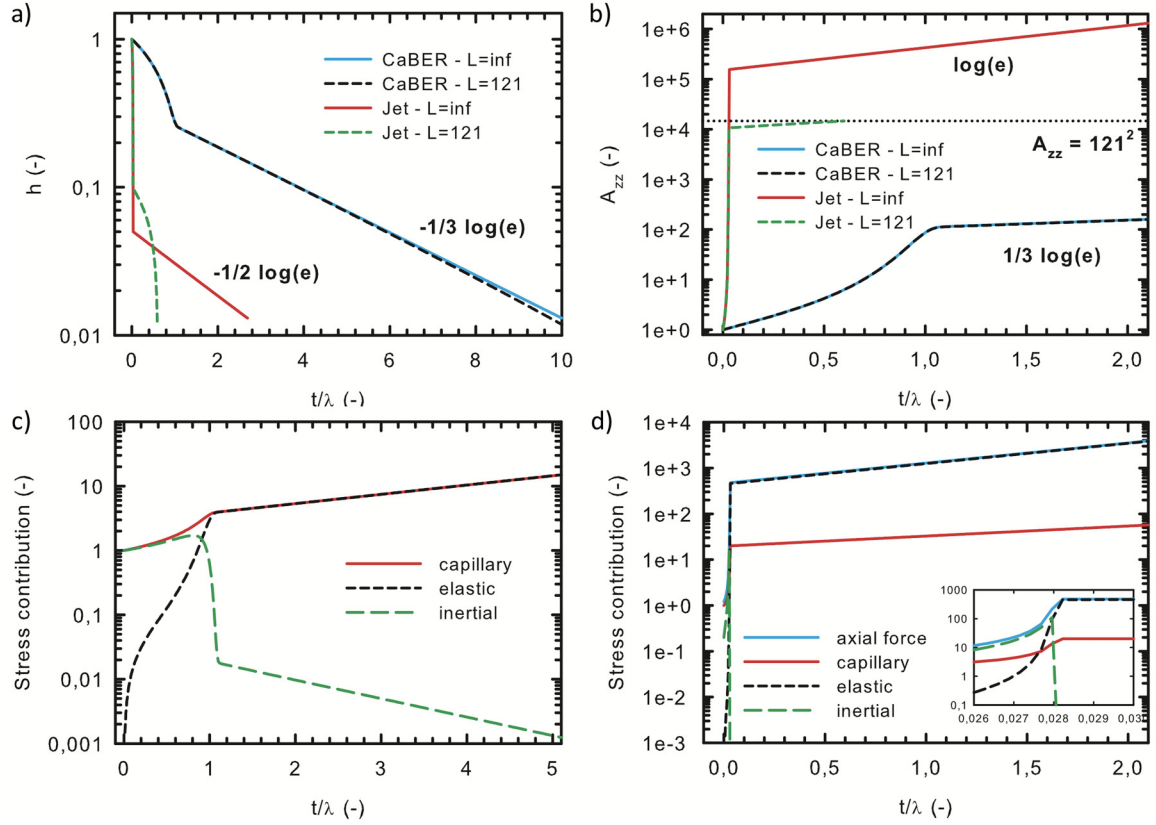 a)
1
0,1
0,01
h (-)
CaBER - L=inf
CaBER - L=121
Jet - L=inf
Jet - L=121
-1/3 log(e)
-1/2 log(e)
0 2 4 6 8 10
t/λ (-)
b)
1e+6
1e+5
1e+4
1e+3
1e+2
1e+1
1e+0
Azz (-)
log(e)
Azz = 121²
CaBER - L=inf
CaBER - L=121
Jet - L=inf
Jet - L=121
1/3 log(e)
0,0 0,5 1,0 1,5 2,0
t/λ (-)
c)
100
10
1
0,1
0,01
0,001
Stress contribution (-)
capillary
elastic
inertial
0 1 2 3 4 5
t/λ (-)
d)
1e+4
1e+3
1e+2
1e+1
1e+0
1e-1
1e-2
1e-3
Stress contribution (-)
axial force
capillary
elastic
inertial
1000
100
10
1
0,1
0,026 0,027 0,028 0,029 0,03
0,0 0,5 1,0 1,5 2,0
t/λ (-)